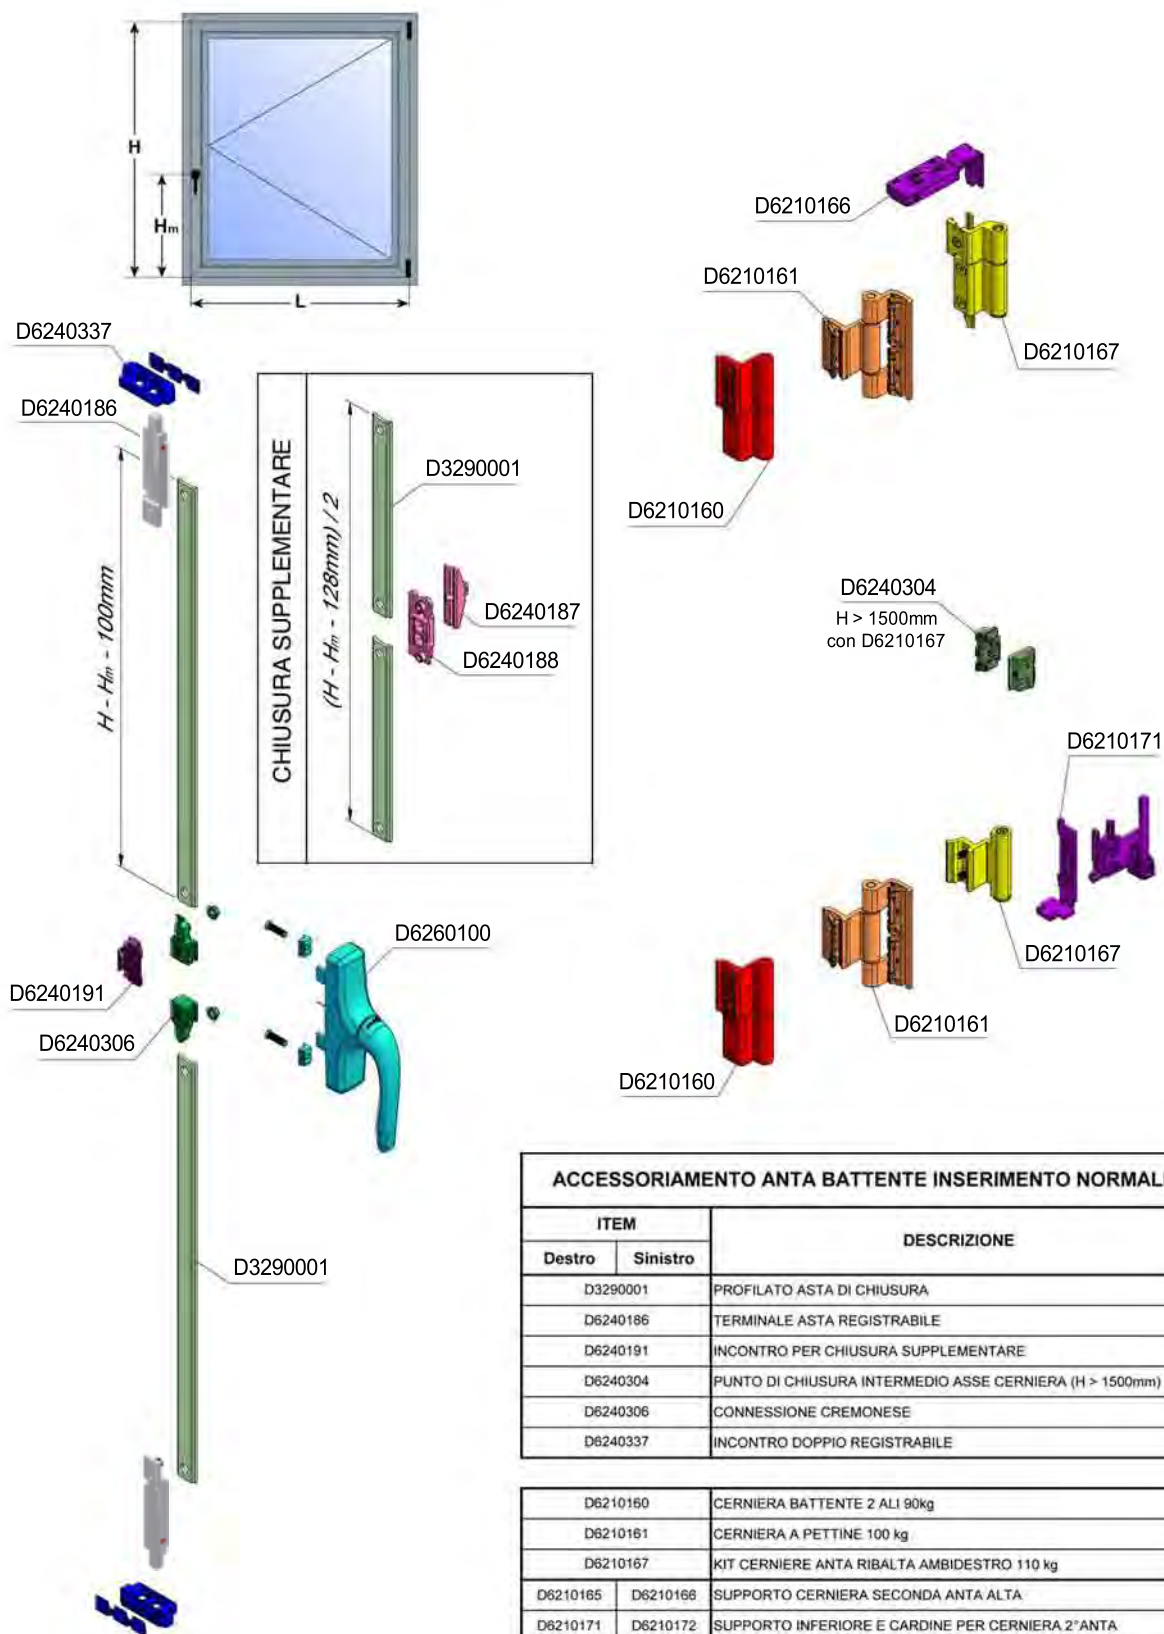 H
Hm
L
D6240337
D6240186
H - Hm - 100mm
CHIUSURA SUPPLEMENTARE
(H - Hm - 128mm) / 2
D3290001
D6240187
D6240188
D6210166
D6210161
D6210167
D6210160
D6240304
H > 1500mm
con D6210167
D6210171
D6210167
D6210161
D6210160
D6260100
D6240191
D6240306
D3290001
ACCESSORIAMENTO ANTA BATTENTE INSERIMENTO NORMAL
ITEM
DESCRIZIONE
Destro Sinistro
D3290001 PROFILATO ASTA DI CHIUSURA
D6240186 TERMINALE ASTA REGISTRABILE
D6240191 INCONTRO PER CHIUSURA SUPPLEMENTARE
D6240304 PUNTO DI CHIUSURA INTERMEDIO ASSE CERNIERA (H > 1500mm)
D6240306 CONNESSIONE CREMONESE
D6240337 INCONTRO DOPPIO REGISTRABILE
D6210160 CERNIERA BATTENTE 2 ALI 90kg
D6210161 CERNIERA A PETTINE 100 kg
D6210167 KIT CERNIERE ANTA RIBALTA AMBIDESTRO 110 kg
D6210165 D6210166 SUPPORTO CERNIERA SECONDA ANTA ALTA
D6210171 D6210172 SUPPORTO INFERIORE E CARDINE PER CERNIERA 2°ANTA